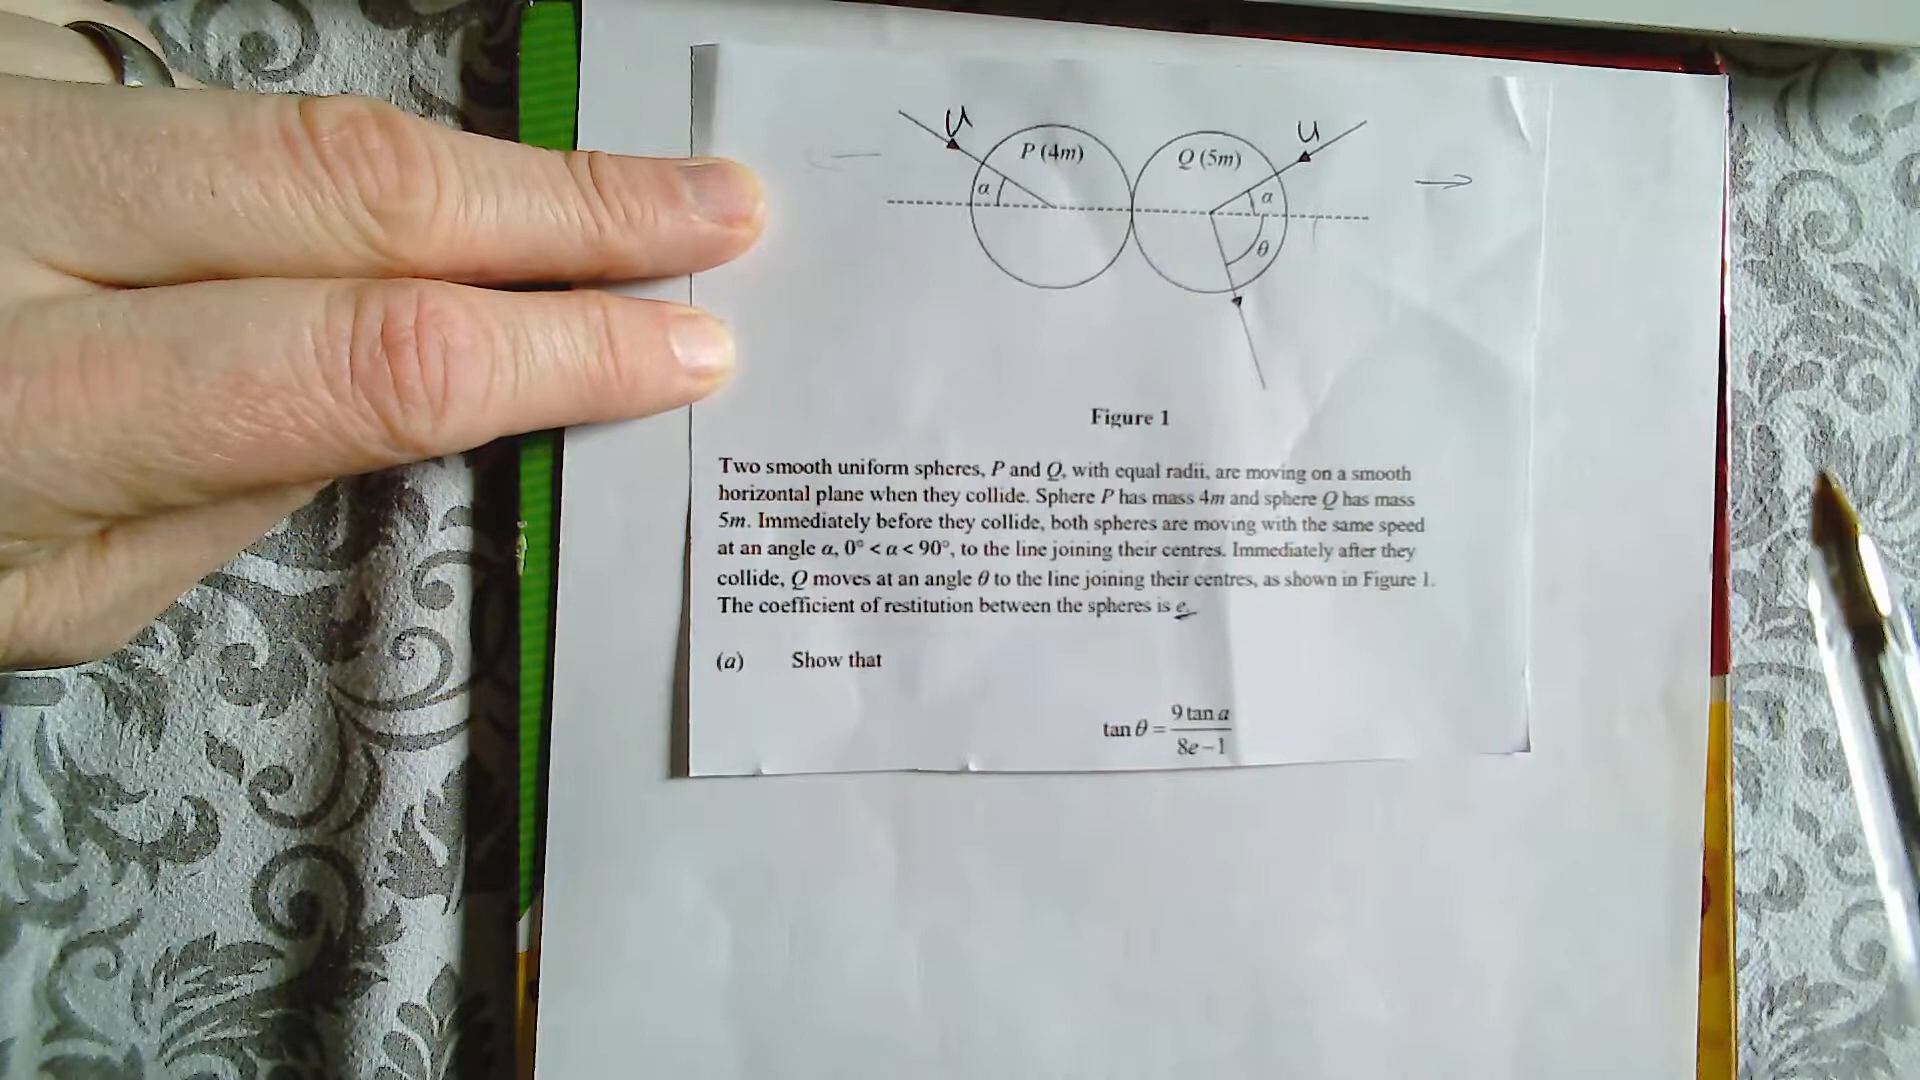 u u
P (4m) Q (5m)
α α
θ
Figure 1
Two smooth uniform spheres, P and Q, with equal radii, are moving on a smooth
horizontal plane when they collide. Sphere P has mass 4m and sphere Q has mass
5m. Immediately before they collide, both spheres are moving with the same speed
at an angle α, 0° < α < 90°, to the line joining their centres. Immediately after they
collide, Q moves at an angle θ to the line joining their centres, as shown in Figure 1.
The coefficient of restitution between the spheres is e.
(a) Show that
tan θ = 9 tan α / 8e − 1